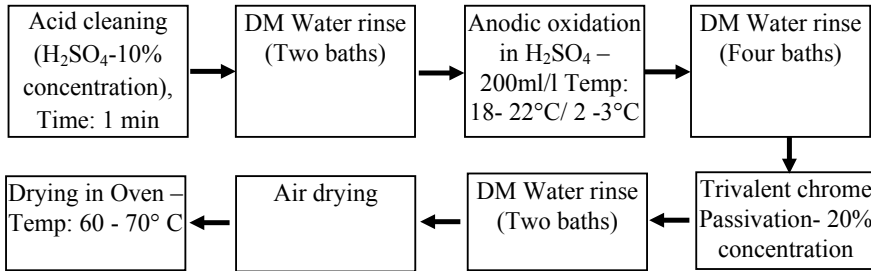 Acid cleaning
(H₂SO₄-10%
concentration),
Time: 1 min
DM Water rinse
(Two baths)
Anodic oxidation
in H₂SO₄ –
200ml/l Temp:
18- 22°C/ 2 -3°C
DM Water rinse
(Four baths)
Trivalent chrome
Passivation- 20%
concentration
DM Water rinse
(Two baths)
Air drying
Drying in Oven –
Temp: 60 - 70° C